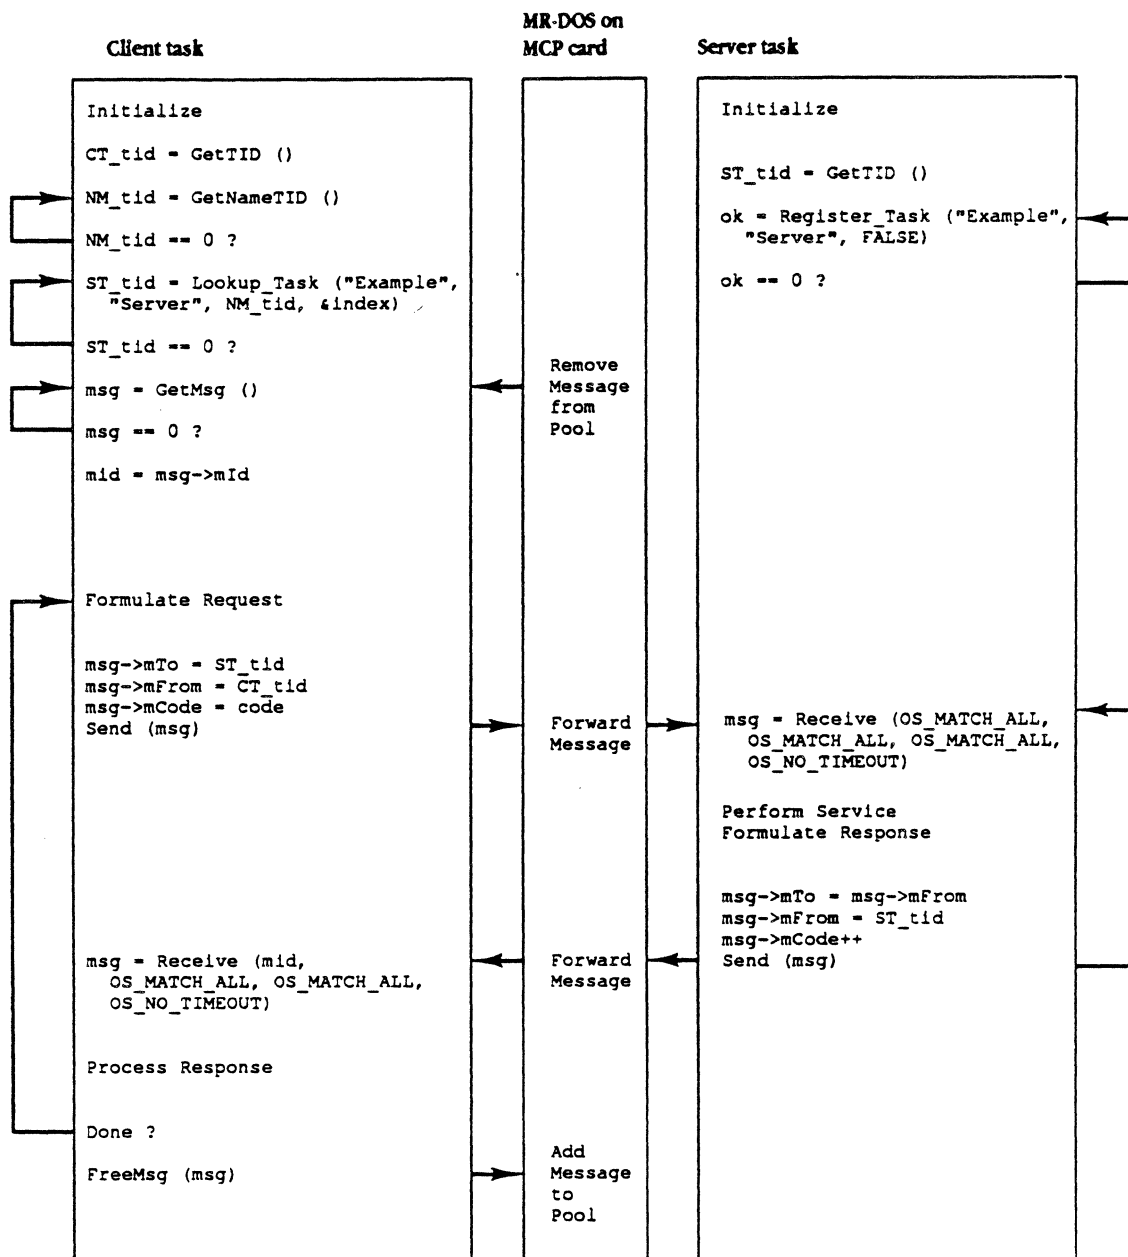 Client task
Initialize
CT_tid = GetTID ()
NM_tid = GetNameTID ()
NM_tid == 0 ?
ST_tid = Lookup_Task ("Example",
"Server", NM_tid, &index)
ST_tid == 0 ?
msg = GetMsg ()
msg == 0 ?
mid = msg->mId
Formulate Request
msg->mTo = ST_tid
msg->mFrom = CT_tid
msg->mCode = code
Send (msg)
msg = Receive (mid,
OS_MATCH_ALL, OS_MATCH_ALL,
OS_NO_TIMEOUT)
Process Response
Done ?
FreeMsg (msg)
MR-DOS on
MCP card
Remove
Message
from
Pool
Forward
Message
Forward
Message
Add
Message
to
Pool
Server task
Initialize
ST_tid = GetTID ()
ok = Register_Task ("Example",
"Server", FALSE)
ok == 0 ?
msg = Receive (OS_MATCH_ALL,
OS_MATCH_ALL, OS_MATCH_ALL,
OS_NO_TIMEOUT)
Perform Service
Formulate Response
msg->mTo = msg->mFrom
msg->mFrom = ST_tid
msg->mCode++
Send (msg)